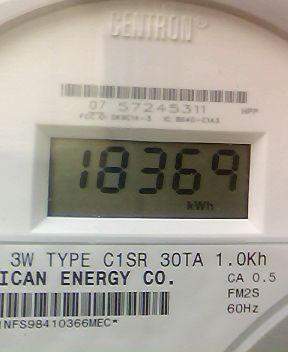 CENTRON®
07 57245311 HPP
18369
kWh
3W TYPE C1SR 30TA 1.0Kh
ICAN ENERGY CO. CA 0.5
FM2S
60Hz
NFS98410366MEC*